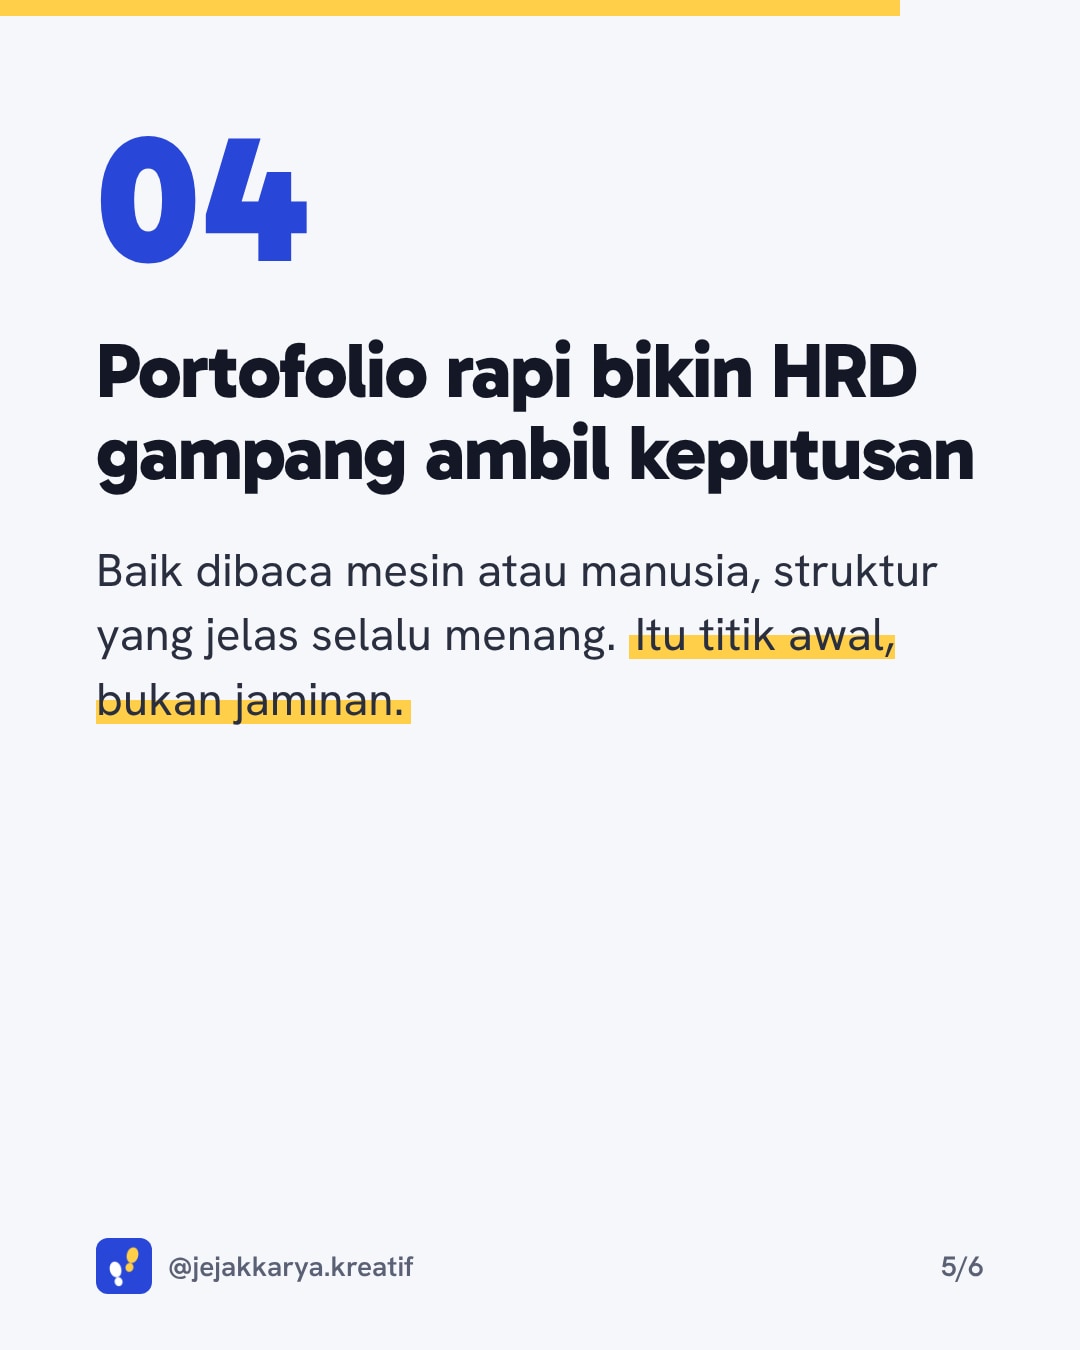 04
Portofolio rapi bikin HRD
gampang ambil keputusan
Baik dibaca mesin atau manusia, struktur
yang jelas selalu menang. Itu titik awal,
bukan jaminan.
@jejakkarya.kreatif
5/6